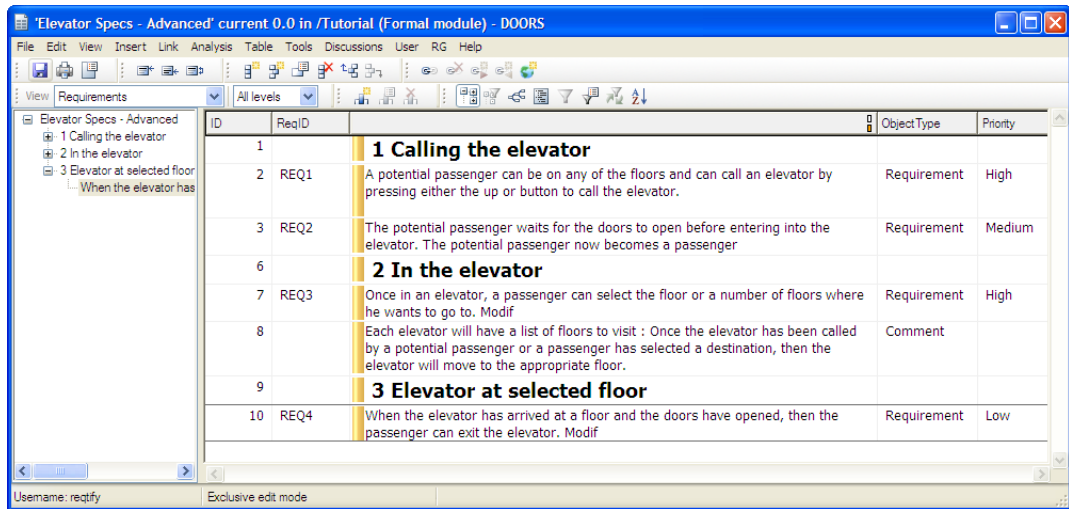 'Elevator Specs - Advanced' current 0.0 in /Tutorial (Formal module) - DOORS
File Edit View Insert Link Analysis Table Tools Discussions User RG Help
View Requirements All levels
Elevator Specs - Advanced
1 Calling the elevator
2 In the elevator
3 Elevator at selected floor
When the elevator has
ID ReqID ObjectType Priority
1 1 Calling the elevator
2 REQ1 A potential passenger can be on any of the floors and can call an elevator by Requirement High
pressing either the up or button to call the elevator.
3 REQ2 The potential passenger waits for the doors to open before entering into the Requirement Medium
elevator. The potential passenger now becomes a passenger
6 2 In the elevator
7 REQ3 Once in an elevator, a passenger can select the floor or a number of floors where Requirement High
he wants to go to. Modif
8 Each elevator will have a list of floors to visit : Once the elevator has been called Comment
by a potential passenger or a passenger has selected a destination, then the
elevator will move to the appropriate floor.
9 3 Elevator at selected floor
10 REQ4 When the elevator has arrived at a floor and the doors have opened, then the Requirement Low
passenger can exit the elevator. Modif
Username: reqtify Exclusive edit mode